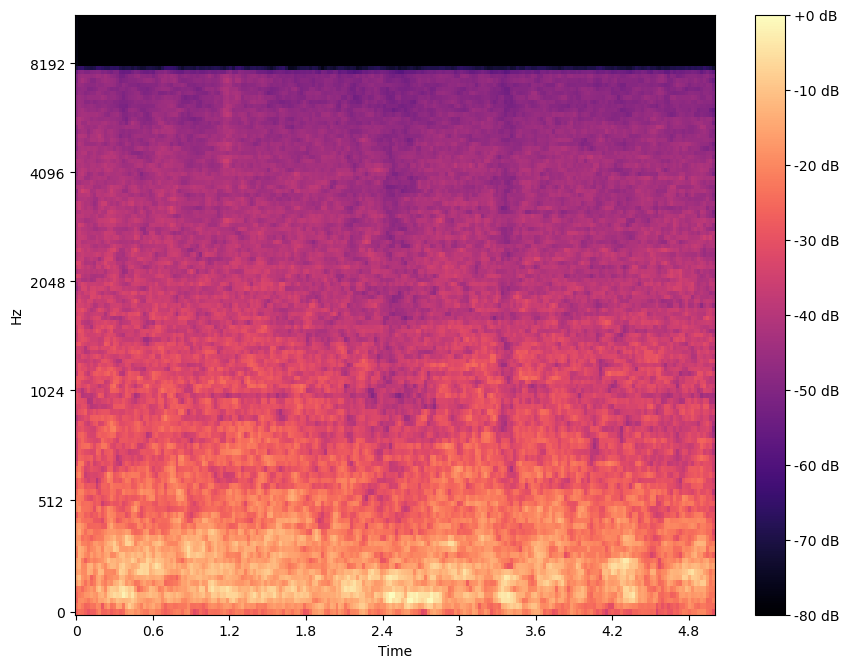 +0 dB
8192
-10 dB
4096
-20 dB
-30 dB
2048
Hz
-40 dB
1024
-50 dB
512
-60 dB
-70 dB
0
-80 dB
0 0.6 1.2 1.8 2.4 3 3.6 4.2 4.8
Time